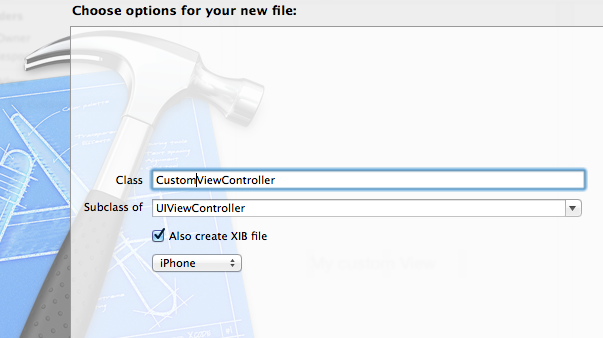 Choose options for your new file:
Class CustomViewController
Subclass of UIViewController
Also create XIB file
iPhone